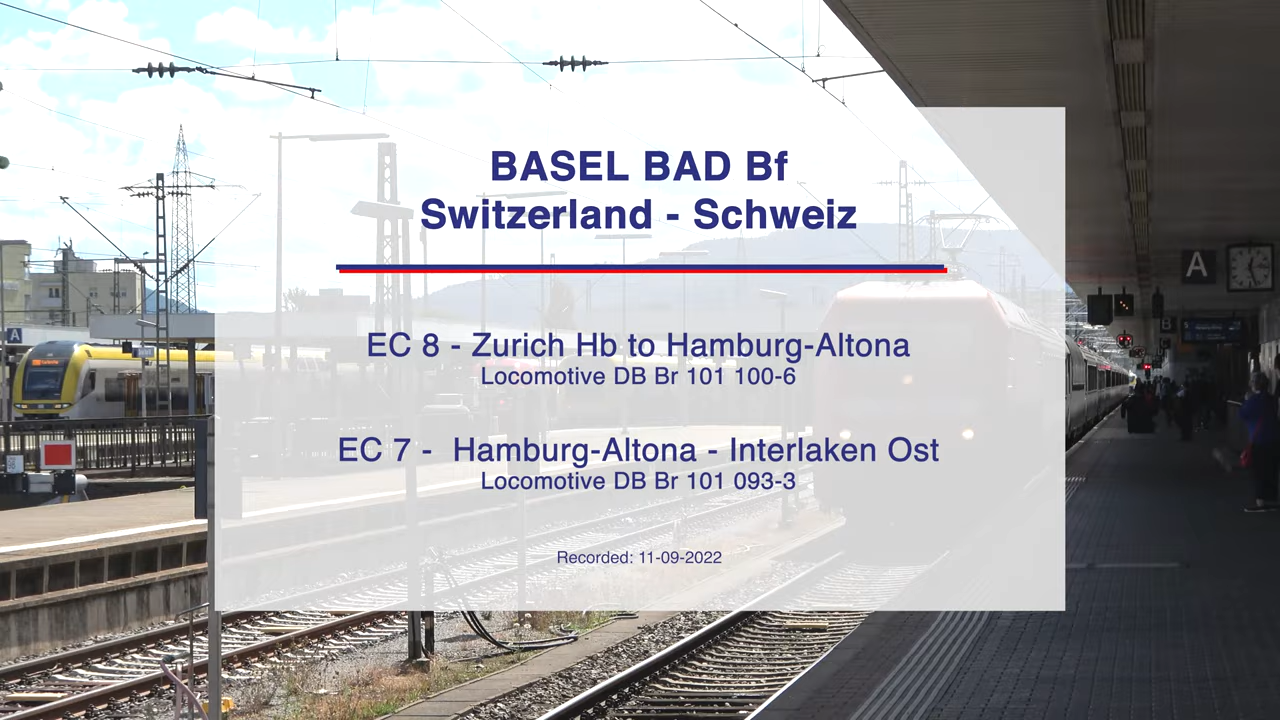 BASEL BAD Bf
Switzerland - Schweiz
EC 8 - Zurich Hb to Hamburg-Altona
Locomotive DB Br 101 100-6
EC 7 - Hamburg-Altona - Interlaken Ost
Locomotive DB Br 101 093-3
Recorded: 11-09-2022
A
B
A